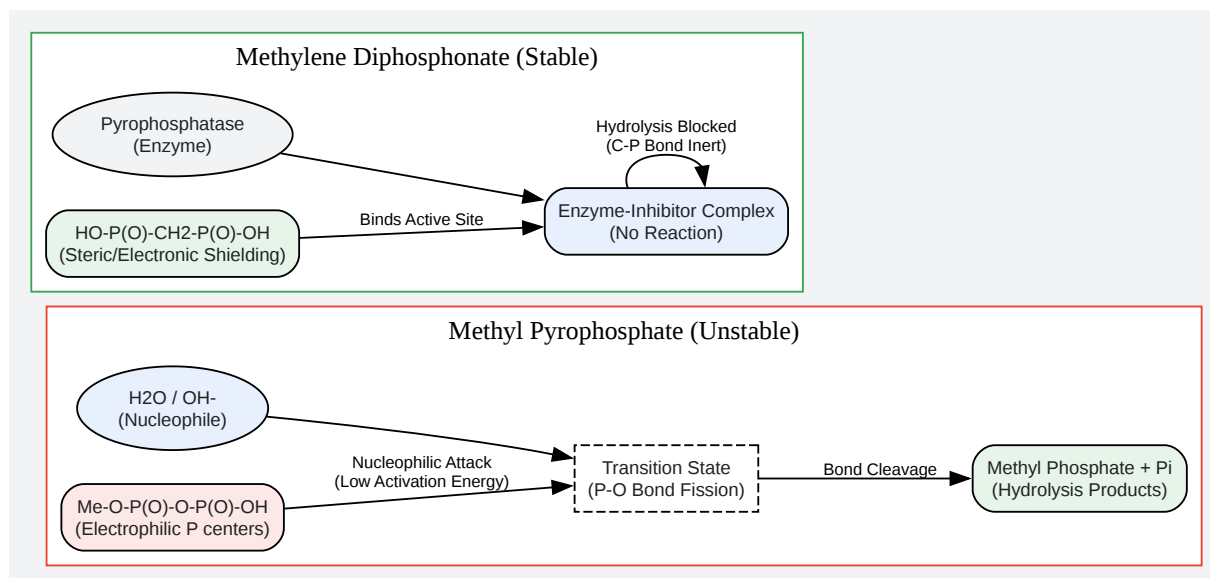 Methylene Diphosphonate (Stable)
Pyrophosphatase
(Enzyme)
Hydrolysis Blocked
(C-P Bond Inert)
HO-P(O)-CH2-P(O)-OH
(Steric/Electronic Shielding)
Binds Active Site
Enzyme-Inhibitor Complex
(No Reaction)
Methyl Pyrophosphate (Unstable)
H2O / OH-
(Nucleophile)
Nucleophilic Attack
(Low Activation Energy)
Me-O-P(O)-O-P(O)-OH
(Electrophilic P centers)
Transition State
(P-O Bond Fission)
Bond Cleavage
Methyl Phosphate + Pi
(Hydrolysis Products)